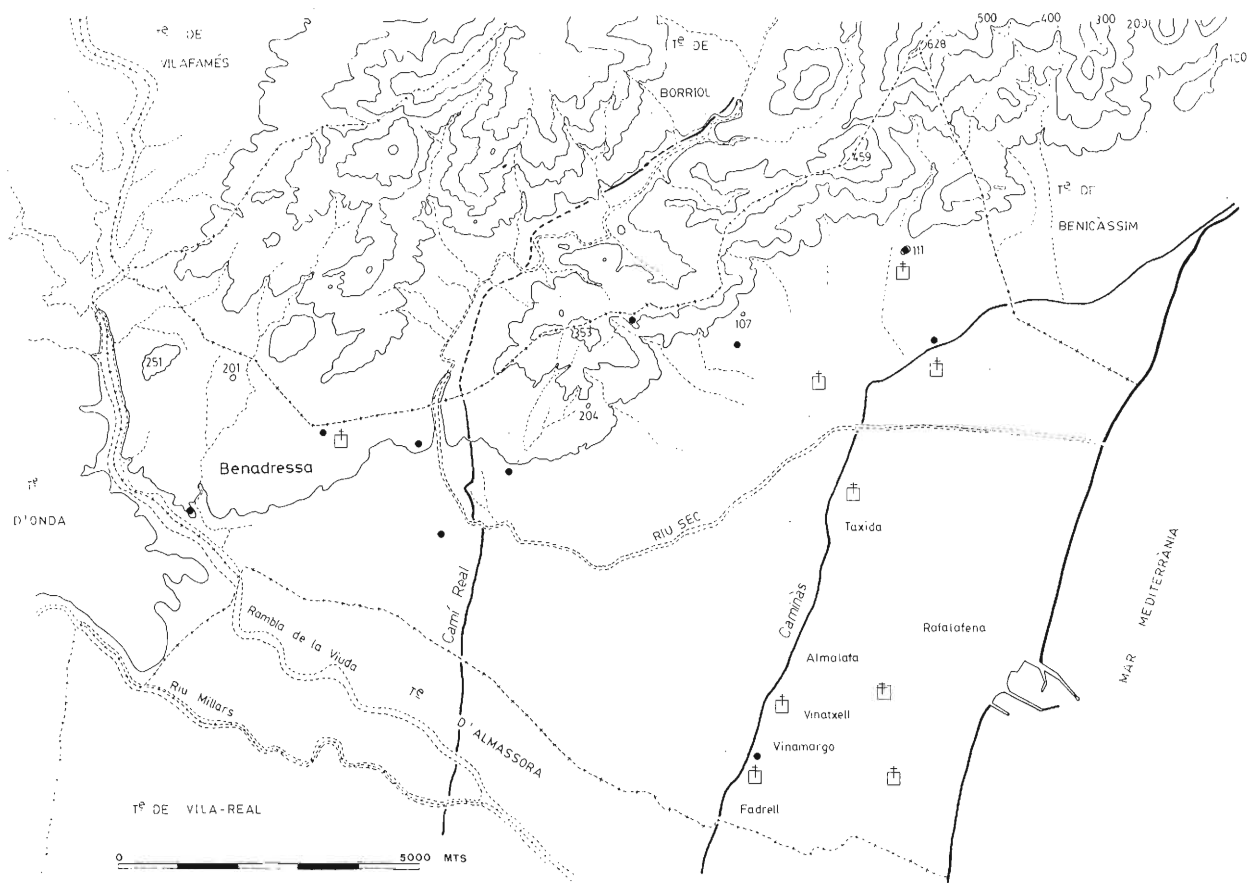 500 400 300 200
100
Tᵉ DE
VILAFAMÉS
Tᵉ DE
BORRIOL
628
459
Tᵉ DE
BENICÀSSIM
111
107
353
251
201
204
Benadressa
Tᵉ
D'ONDA
RIU SEC
Taxida
MAR MEDITERRÀNIA
Camí Real
Caminàs
Rambla de la Viuda
Rafalafena
Almalafa
Riu Millars
Tᵉ
D'ALMASSORA
Vinatxell
Vinamargo
Fadrell
Tᵉ DE VILA-REAL
0 5000 MTS